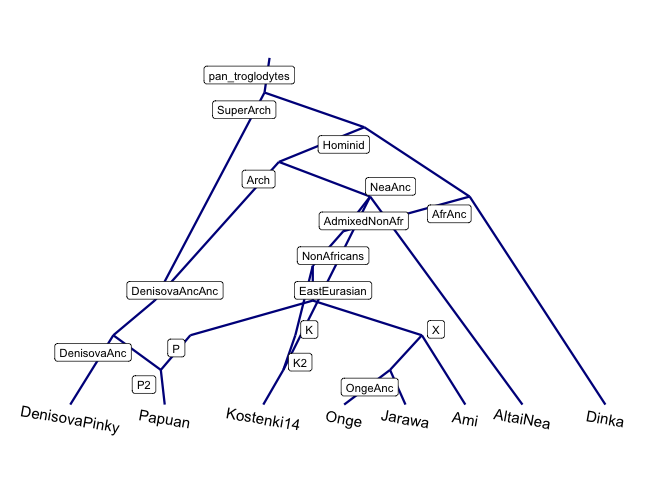 pan_troglodytes
SuperArch
Hominid
Arch
NeaAnc
AfrAnc
AdmixedNonAfr
NonAfricans
DenisovaAncAnc
EastEurasian
K
X
P
DenisovaAnc
K2
P2
OngeAnc
DenisovaPinky
Papuan
Kostenki14
Onge
Jarawa
Ami
AltaiNea
Dinka